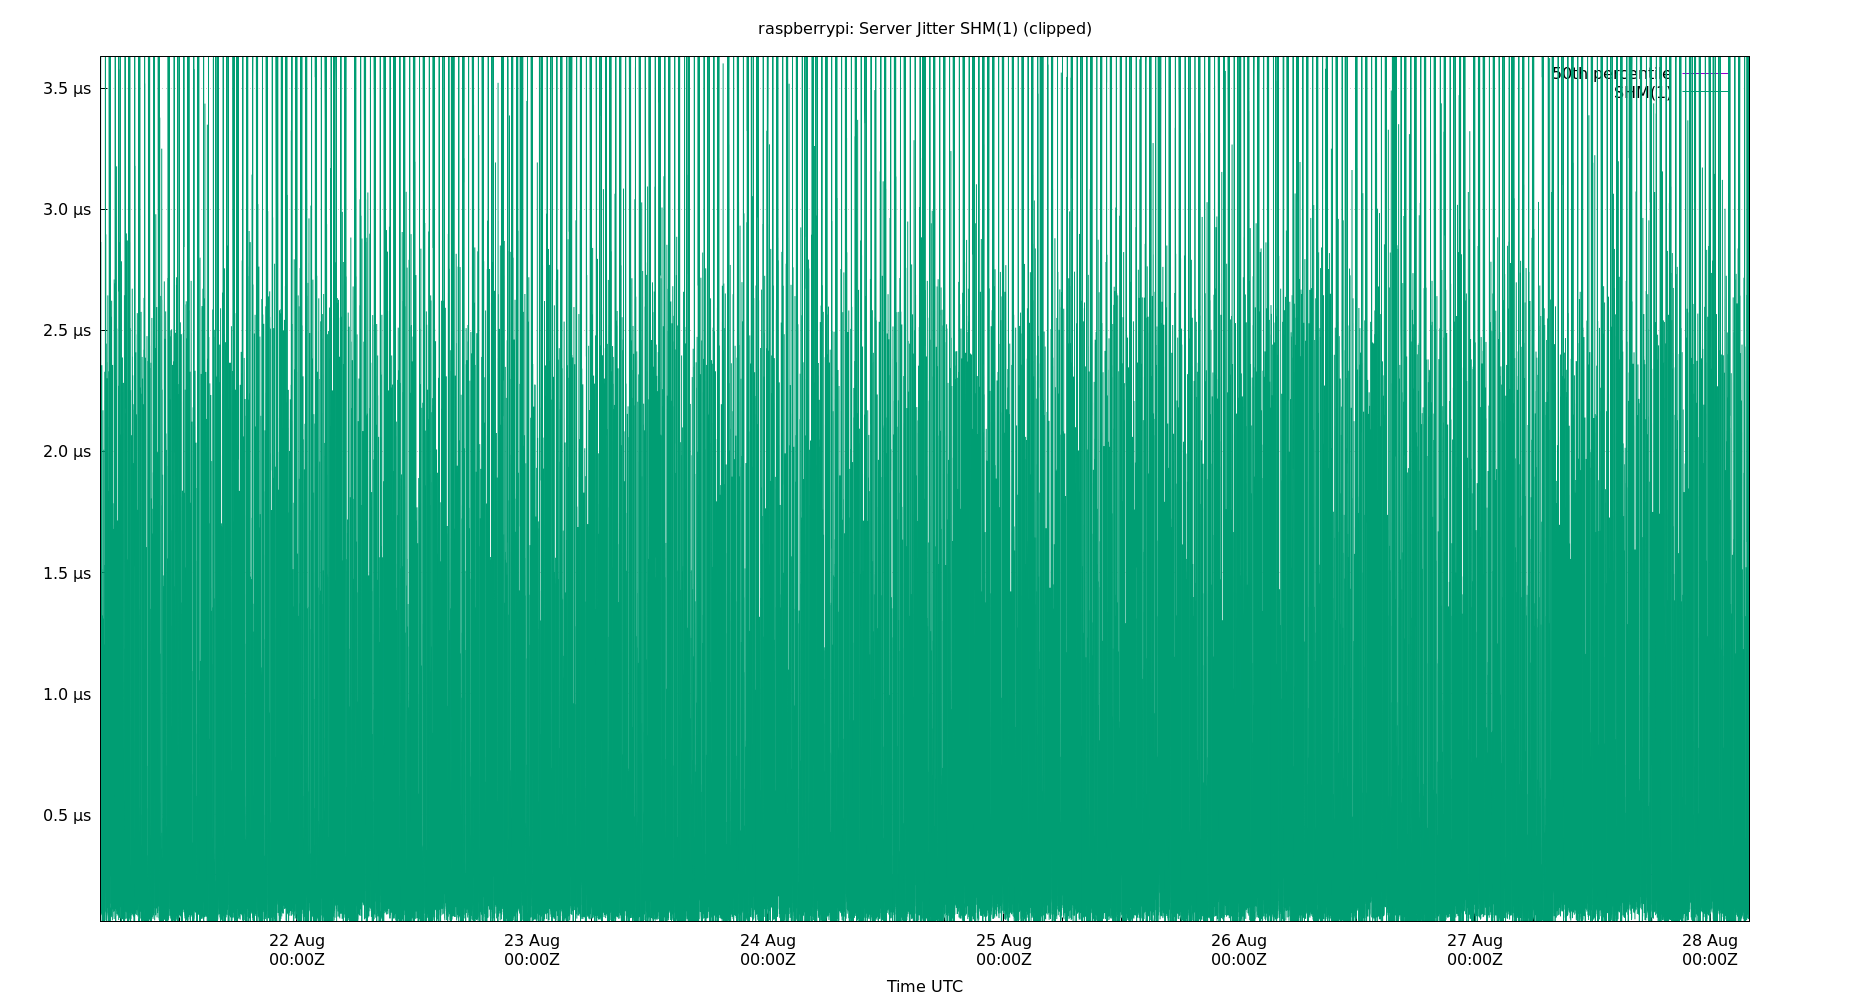 raspberrypi: Server Jitter SHM(1) (clipped)
50th percentile
SHM(1)
3.5 µs
3.0 µs
2.5 µs
2.0 µs
1.5 µs
1.0 µs
0.5 µs
22 Aug
00:00Z
23 Aug
00:00Z
24 Aug
00:00Z
25 Aug
00:00Z
26 Aug
00:00Z
27 Aug
00:00Z
28 Aug
00:00Z
Time UTC